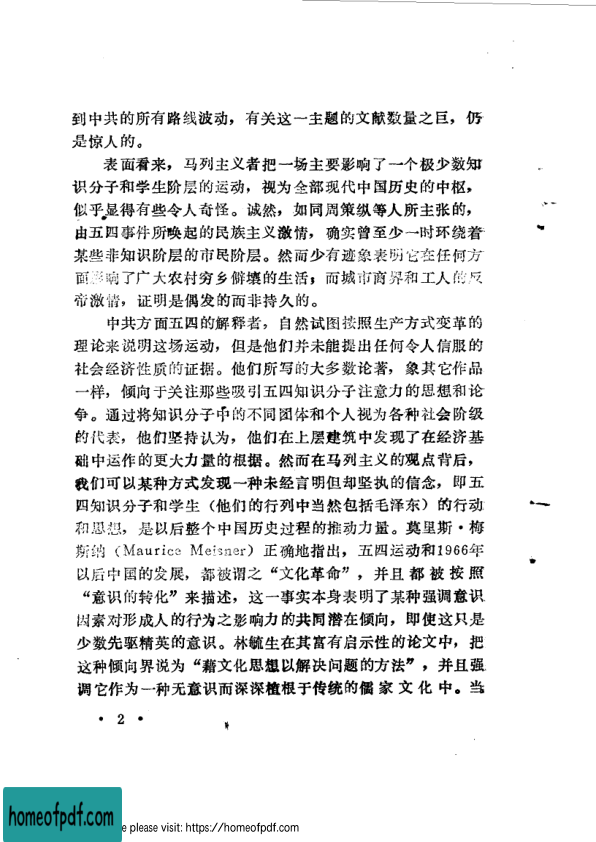 到中共的所有路线波动，有关这一主题的文献数量之巨，仍
是惊人的。
表面看来，马列主义者把一场主要影响了一个极少数知
识分子和学生阶层的运动，视为全部现代中国历史的中枢，
似乎显得有些令人奇怪。诚然，如同周策纵等人所主张的，
由五四事件所唤起的民族主义激情，确实曾至少一时环绕着
某些非知识阶层的市民阶层。然而少有迹象表明它在任何方
面影响了广大农村穷乡僻壤的生活；而城市商界和工人的反
帝激情，证明是偶发的而非持久的。
中共方面五四的解释者，自然试图按照生产方式变革的
理论来说明这场运动，但是他们并未能提出任何令人信服的
社会经济性质的证据。他们所写的大多数论著，象其它作品
一样，倾向于关注那些吸引五四知识分子注意力的思想和论
争。通过将知识分子中的不同团体和个人视为各种社会阶级
的代表，他们坚持认为，他们在上层建筑中发现了在经济基
础中运作的更大力量的根据。然而在马列主义的观点背后，
我们可以某种方式发现一种未经言明但却坚执的信念，即五
四知识分子和学生（他们的行列中当然包括毛泽东）的行动
和思想，是以后整个中国历史过程的推动力量。莫里斯·梅
斯纳（Maurice Meisner）正确地指出，五四运动和1966年
以后中国的发展，都被谓之“文化革命”，并且都被按照
“意识的转化”来描述，这一事实本身表明了某种强调意识
因素对形成人的行为之影响力的共同潜在倾向，即使这只是
少数先驱精英的意识。林毓生在其富有启示性的论文中，把
这种倾向界说为“藉文化思想以解决问题的方法”，并且强
调它作为一种无意识而深深植根于传统的儒家文化中。当
• 2 •
homeofpdf.com
e please visit: https://homeofpdf.com